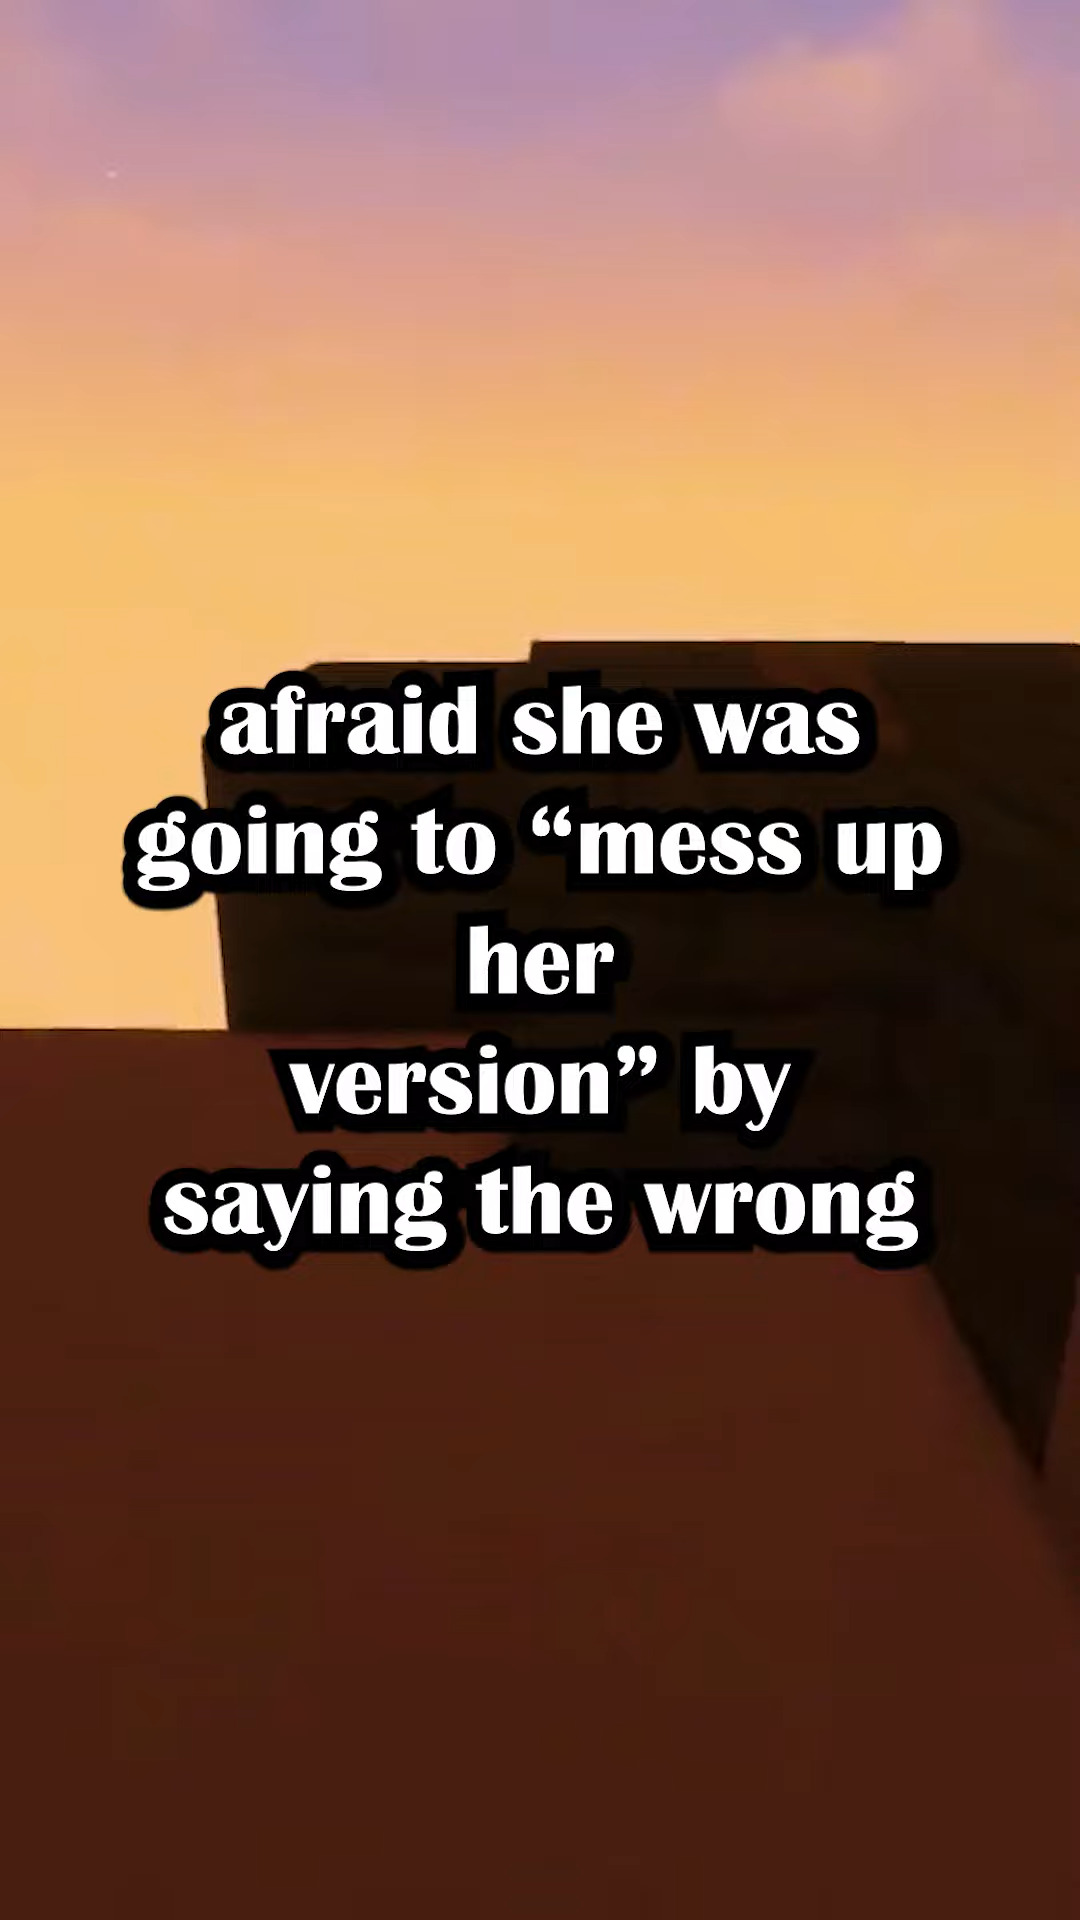 afraid she was
going to “mess up
her
version” by
saying the wrong